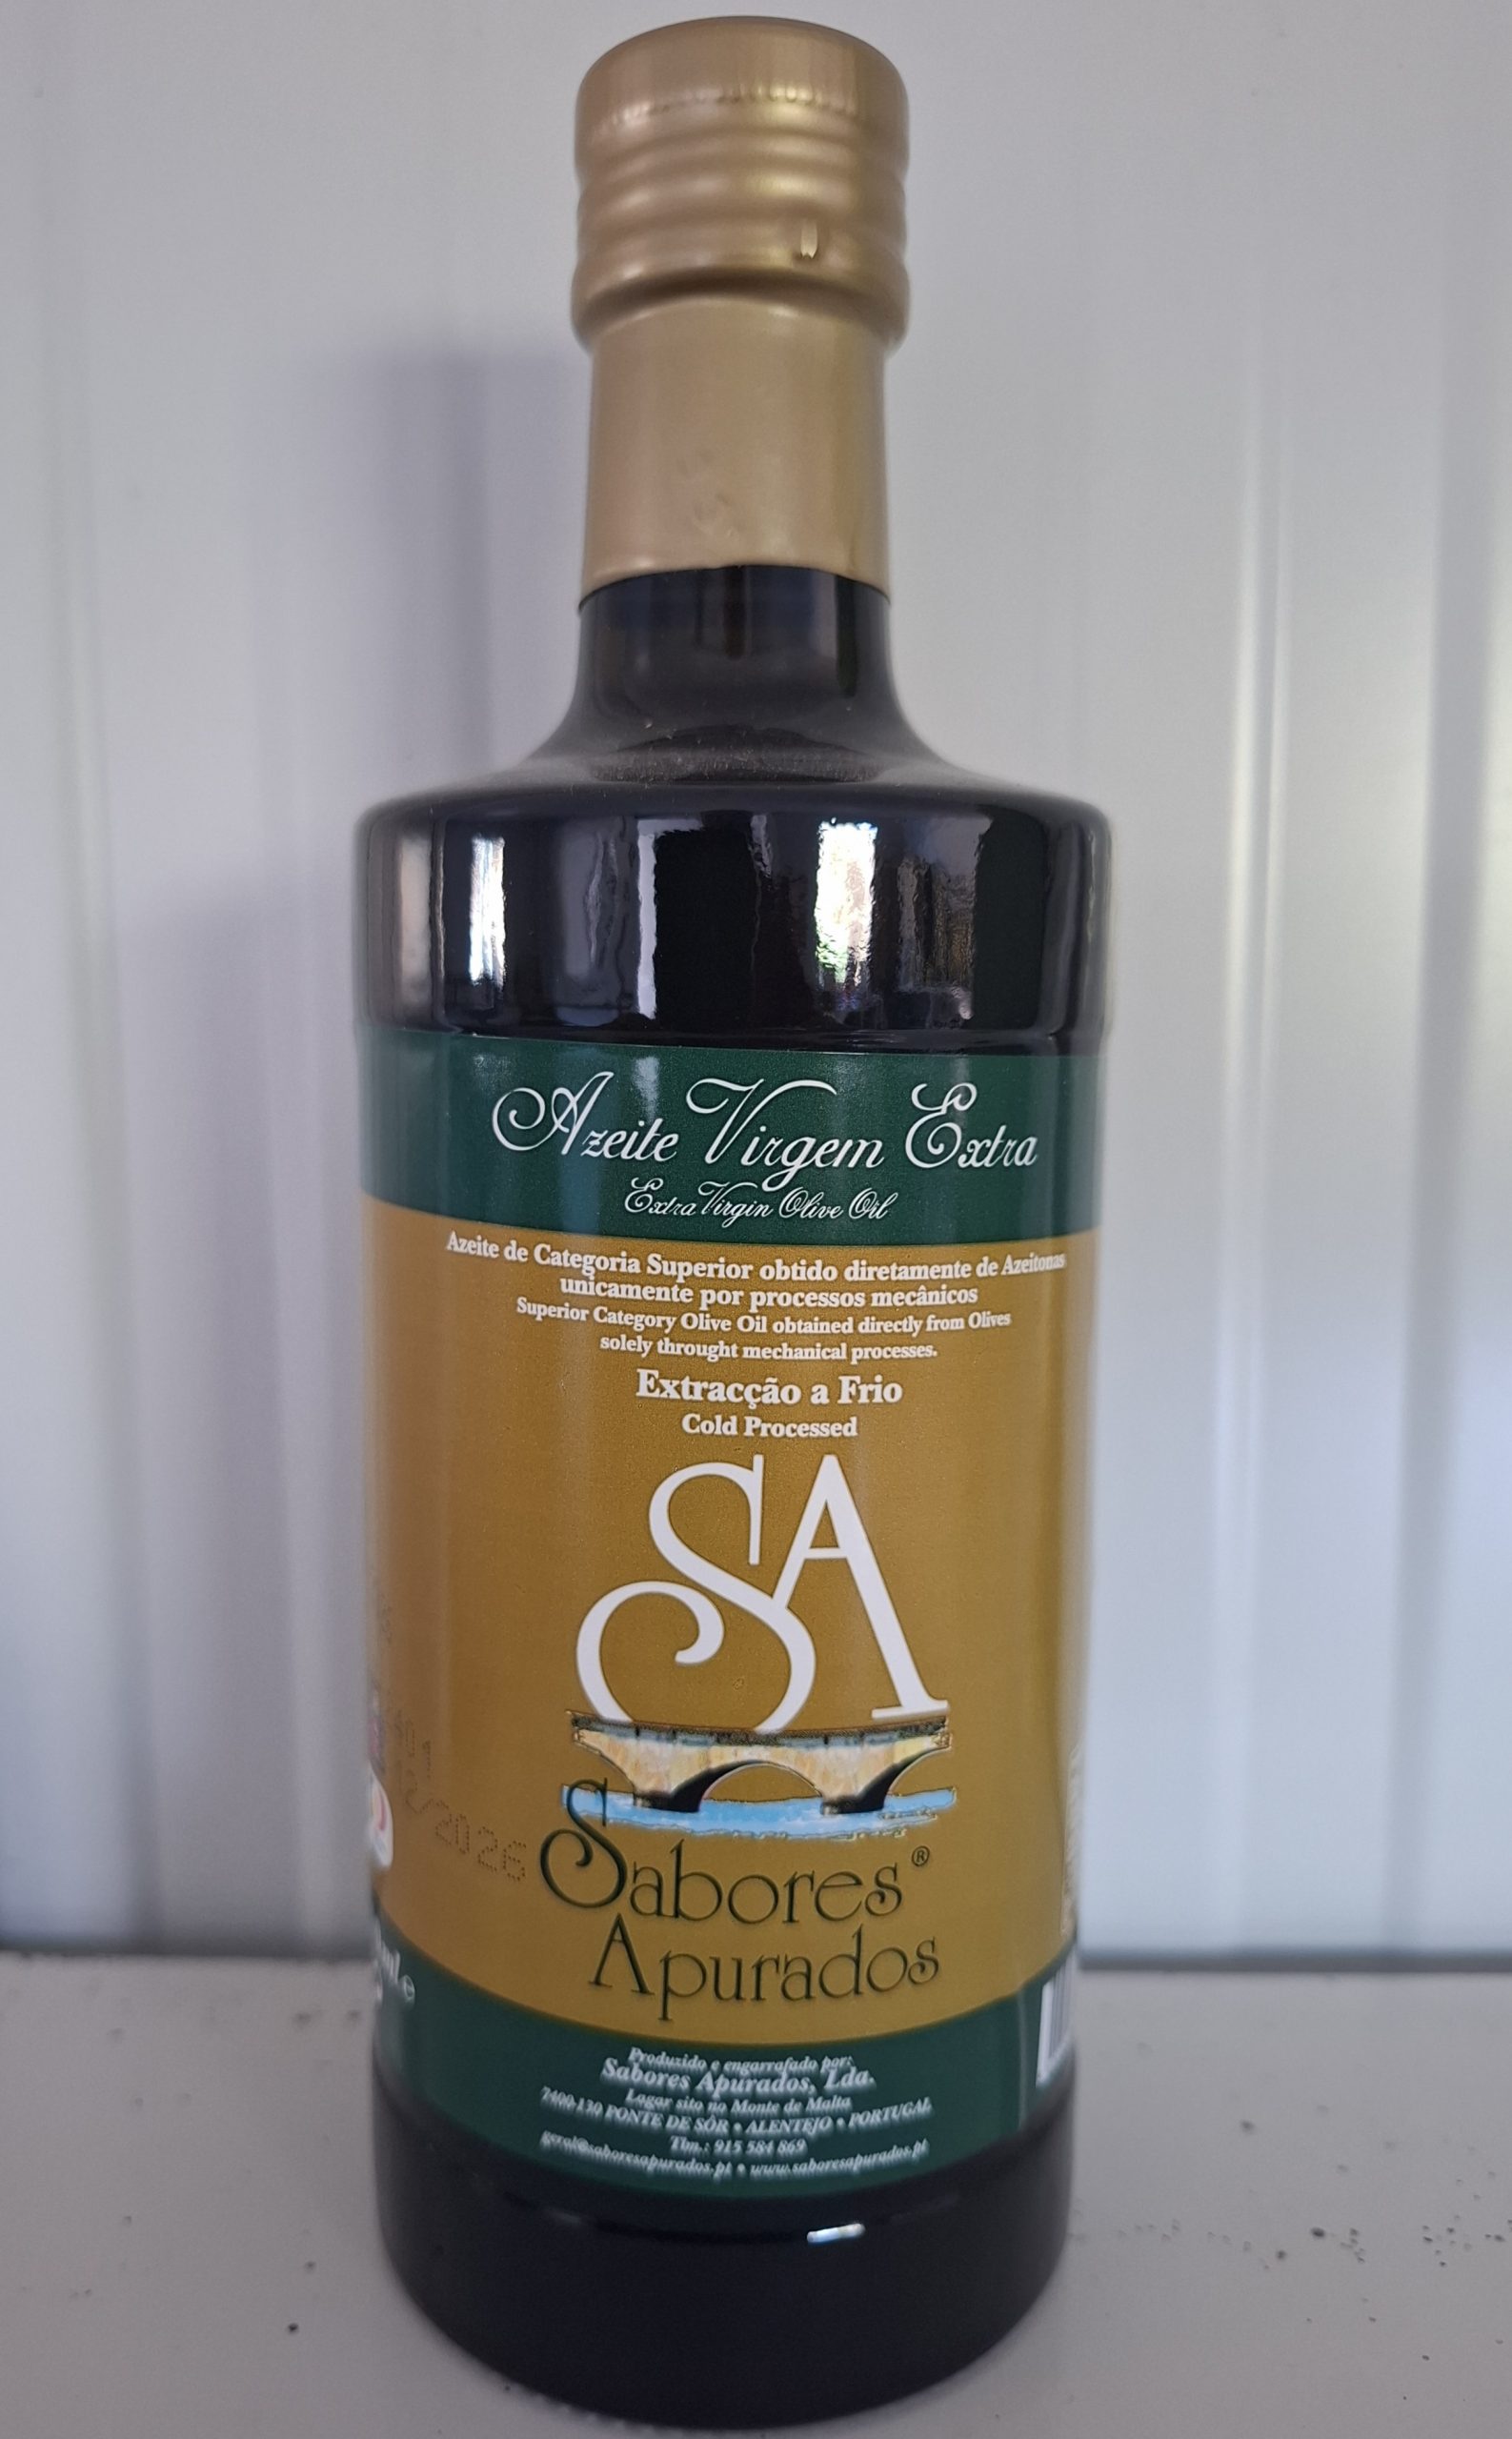 Azeite Virgem Extra
Extra Virgin Olive Oil
Azeite de Categoria Superior obtido diretamente de Azeitonas
unicamente por processos mecânicos
Superior Category Olive Oil obtained directly from Olives
solely throught mechanical processes.
Extracção a Frio
Cold Processed
SA
2026
Sabores®
Apurados
ml e
Produzido e engarrafado por:
Sabores Apurados, Lda.
Lagar sito no Monte de Malta
7400-130 PONTE DE SÔR • ALENTEJO • PORTUGAL
Tlm.: 915 584 869
geral@saboresapurados.pt • www.saboresapurados.pt